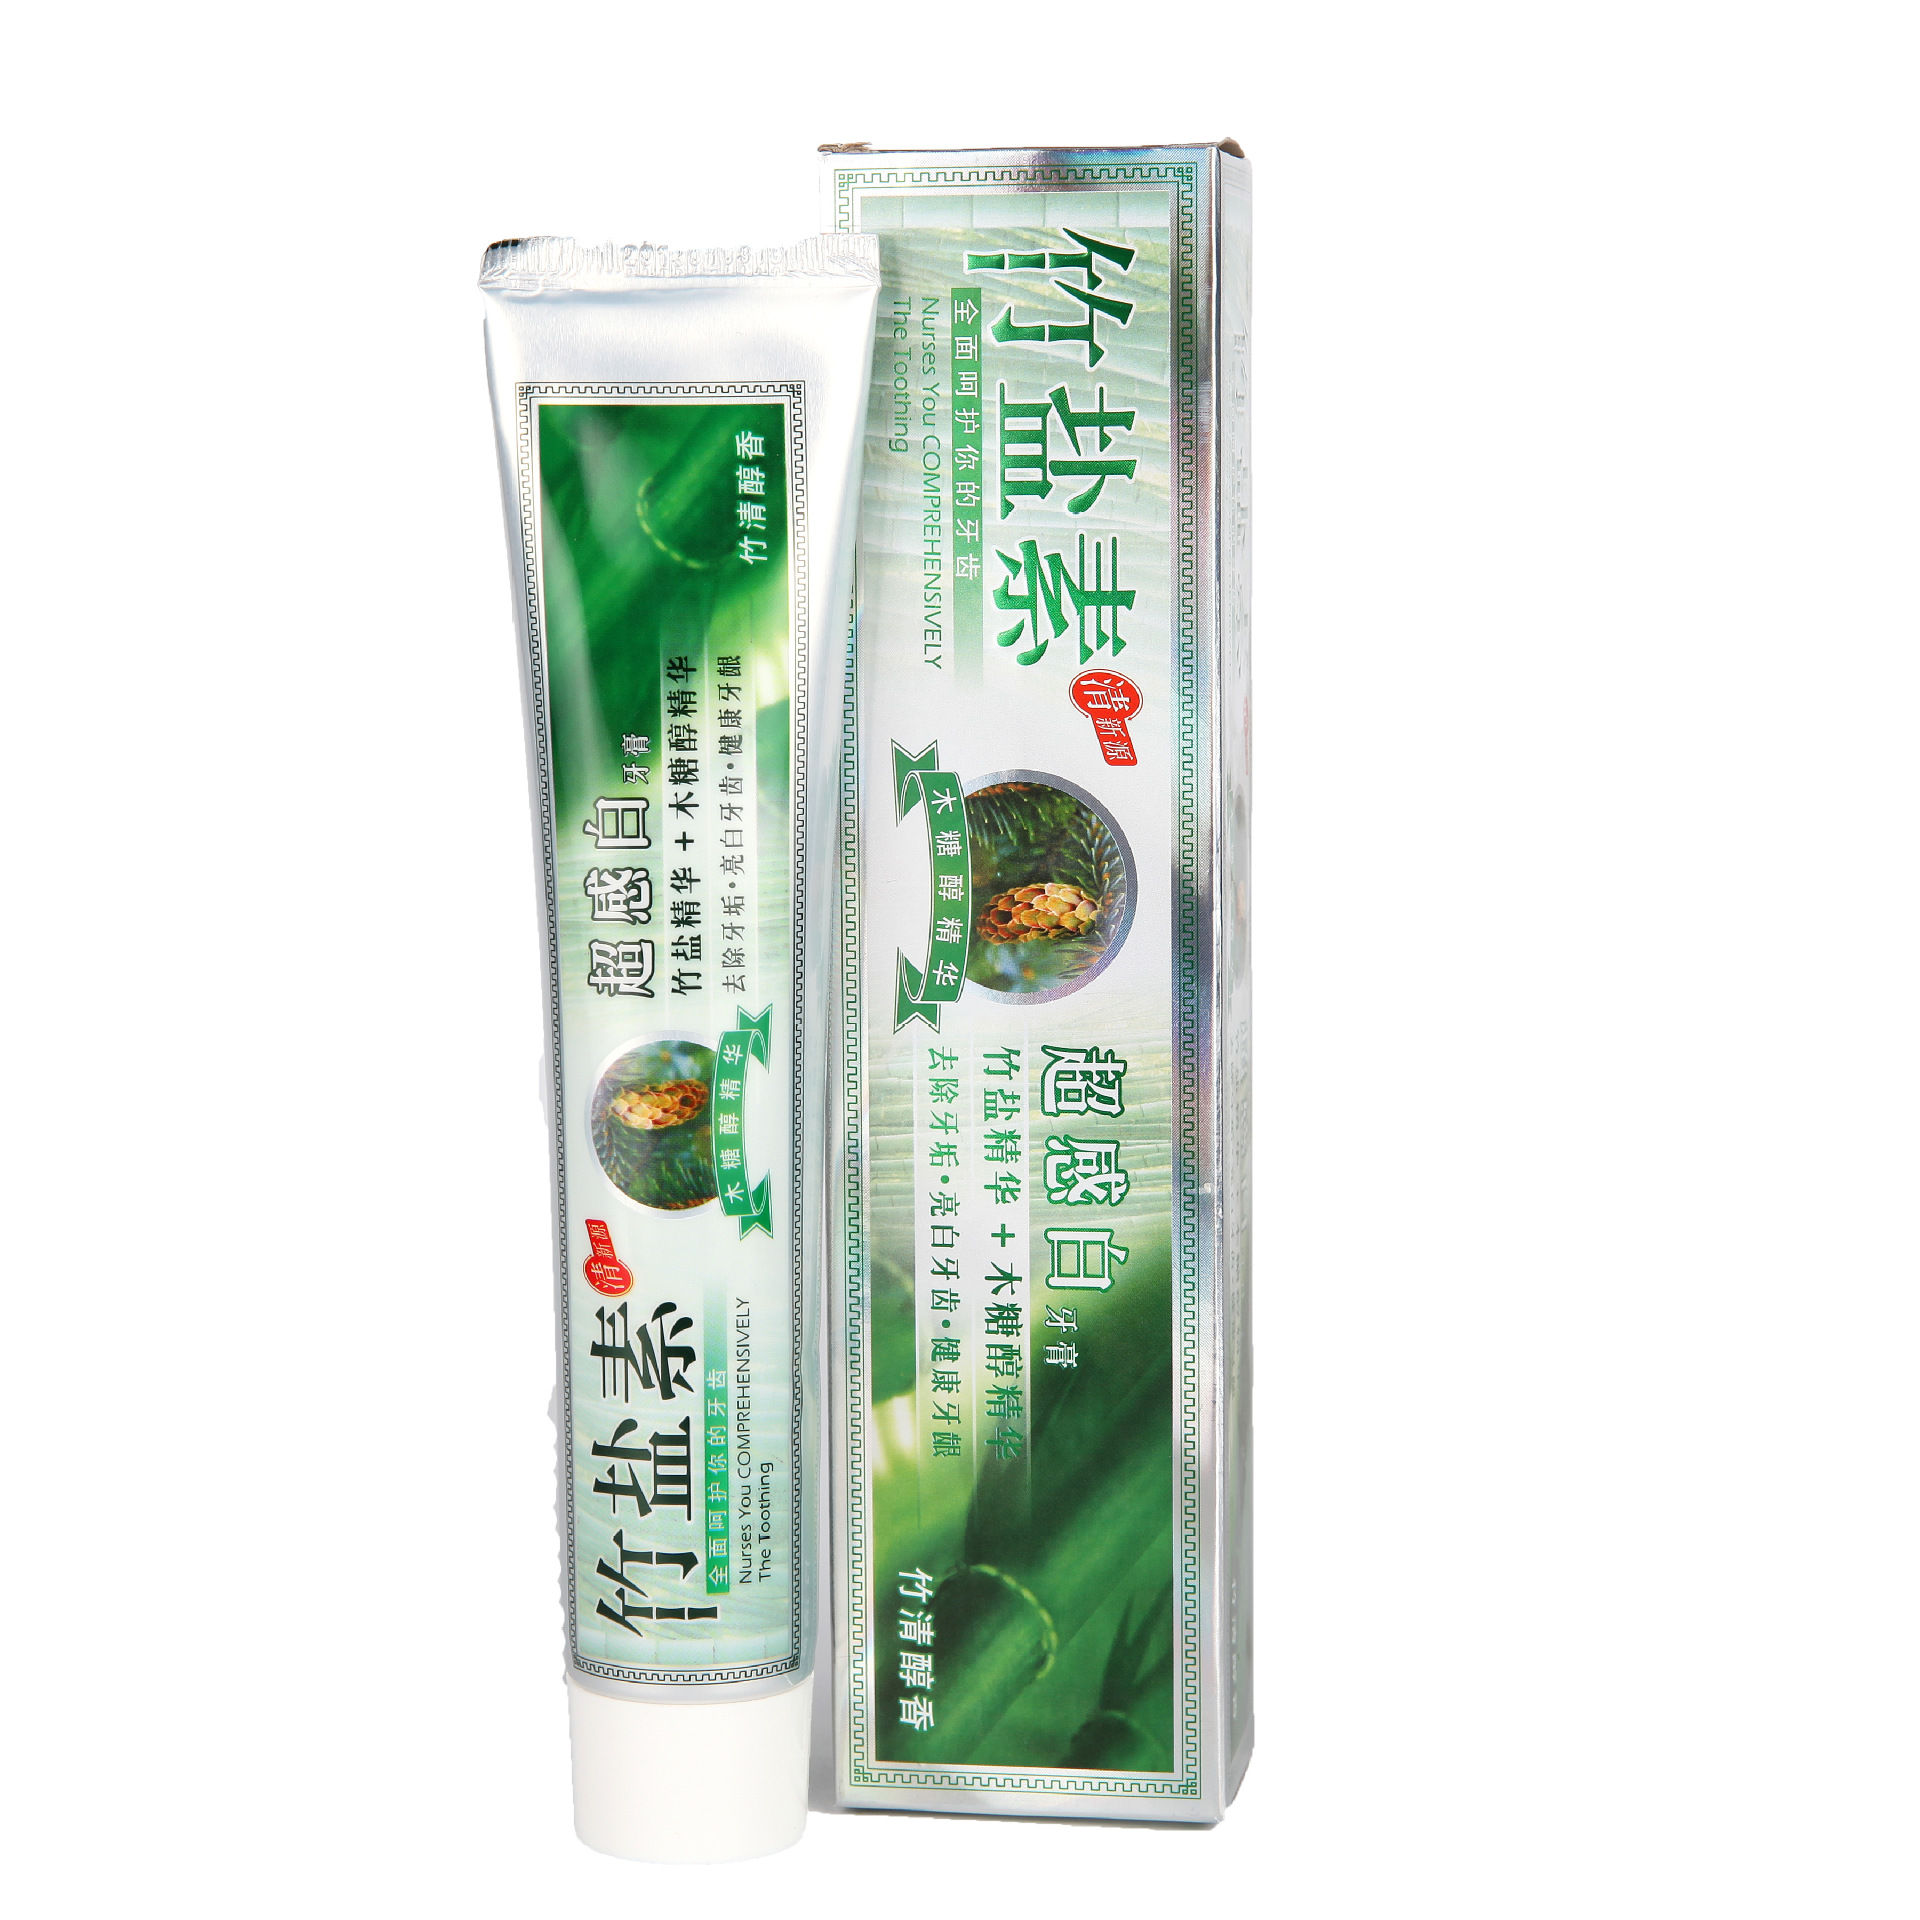 竹盐素
全面呵护你的牙齿
Nurses You COMPREHENSIVELY
The Toothing
清新源
木糖醇精华
超感白牙膏
竹盐精华+木糖醇精华
去除牙垢·亮白牙齿·健康牙龈
竹清醇香
竹盐素
全面呵护你的牙齿
Nurses You COMPREHENSIVELY
The Toothing
清新源
木糖醇精华
超感白牙膏
竹盐精华+木糖醇精华
去除牙垢·亮白牙齿·健康牙龈
竹清醇香